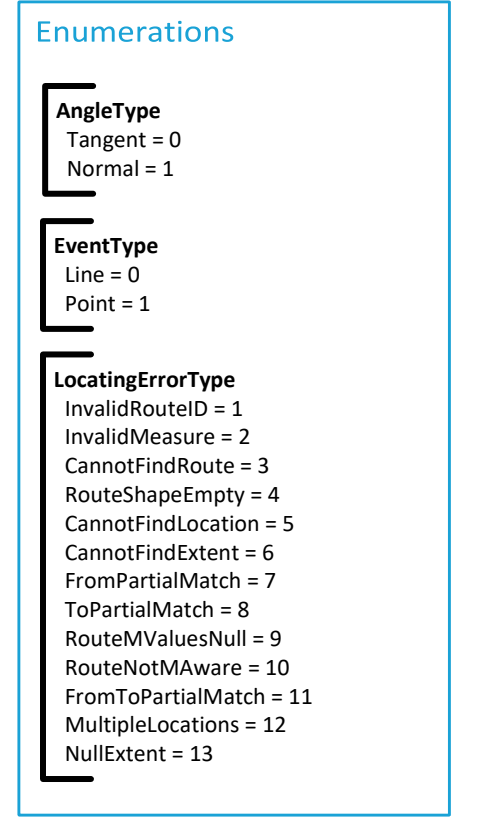 Enumerations
AngleType
Tangent = 0
Normal = 1
EventType
Line = 0
Point = 1
LocatingErrorType
InvalidRouteID = 1
InvalidMeasure = 2
CannotFindRoute = 3
RouteShapeEmpty = 4
CannotFindLocation = 5
CannotFindExtent = 6
FromPartialMatch = 7
ToPartialMatch = 8
RouteMValuesNull = 9
RouteNotMAware = 10
FromToPartialMatch = 11
MultipleLocations = 12
NullExtent = 13